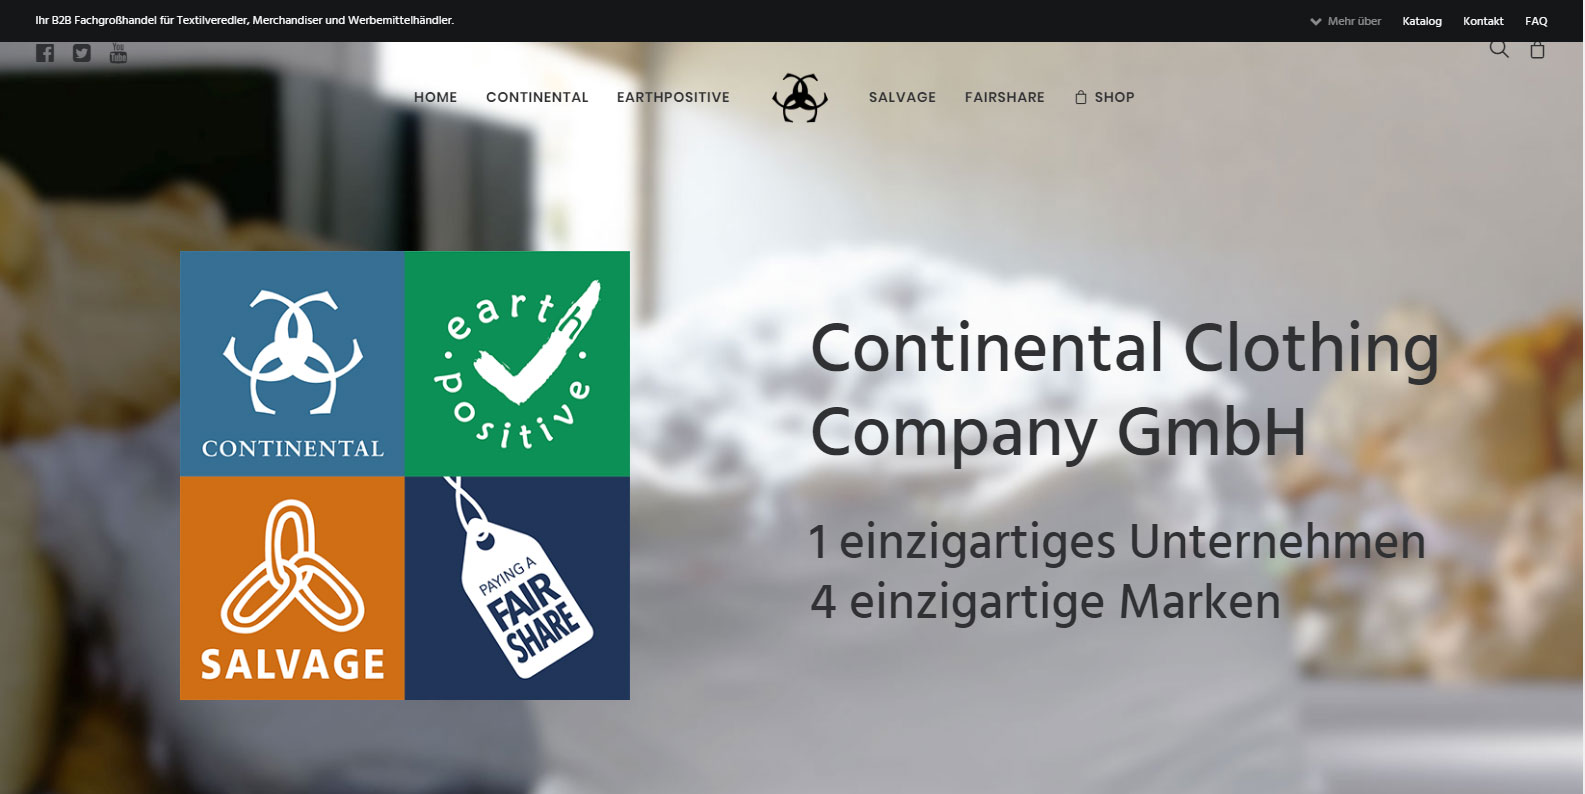 Ihr B2B Fachgroßhandel für Textilveredler, Merchandiser und Werbemittelhändler.
Mehr über Katalog Kontakt FAQ
You
Tube
HOME CONTINENTAL EARTHPOSITIVE SALVAGE FAIRSHARE SHOP
CONTINENTAL
earth
positive
SALVAGE
PAYING A
FAIR
SHARE
Continental Clothing
Company GmbH
1 einzigartiges Unternehmen
4 einzigartige Marken